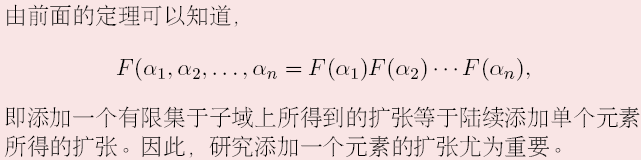 由前面的定理可以知道，
F(α₁, α₂, . . . , αₙ = F(α₁)F(α₂) · · · F(αₙ),
即添加一个有限集于子域上所得到的扩张等于陆续添加单个元素
所得的扩张。因此，研究添加一个元素的扩张尤为重要。